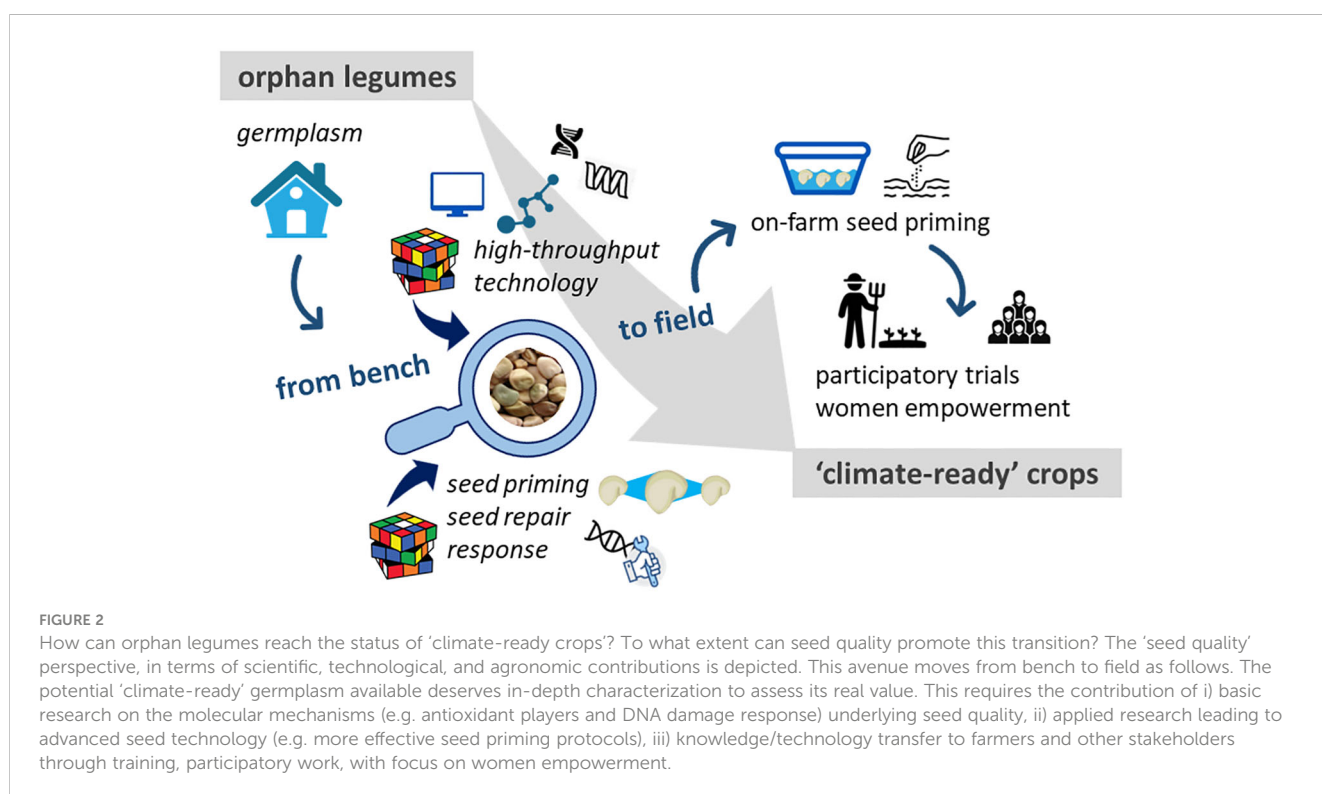 orphan legumes
germplasm
high-throughput
technology
from bench
seed priming
seed repair
response
to field
on-farm seed priming
participatory trials
women empowerment
‘climate-ready’ crops
FIGURE 2
How can orphan legumes reach the status of ‘climate-ready crops’? To what extent can seed quality promote this transition? The ‘seed quality’
perspective, in terms of scientific, technological, and agronomic contributions is depicted. This avenue moves from bench to field as follows. The
potential ‘climate-ready’ germplasm available deserves in-depth characterization to assess its real value. This requires the contribution of i) basic
research on the molecular mechanisms (e.g. antioxidant players and DNA damage response) underlying seed quality, ii) applied research leading to
advanced seed technology (e.g. more effective seed priming protocols), iii) knowledge/technology transfer to farmers and other stakeholders
through training, participatory work, with focus on women empowerment.